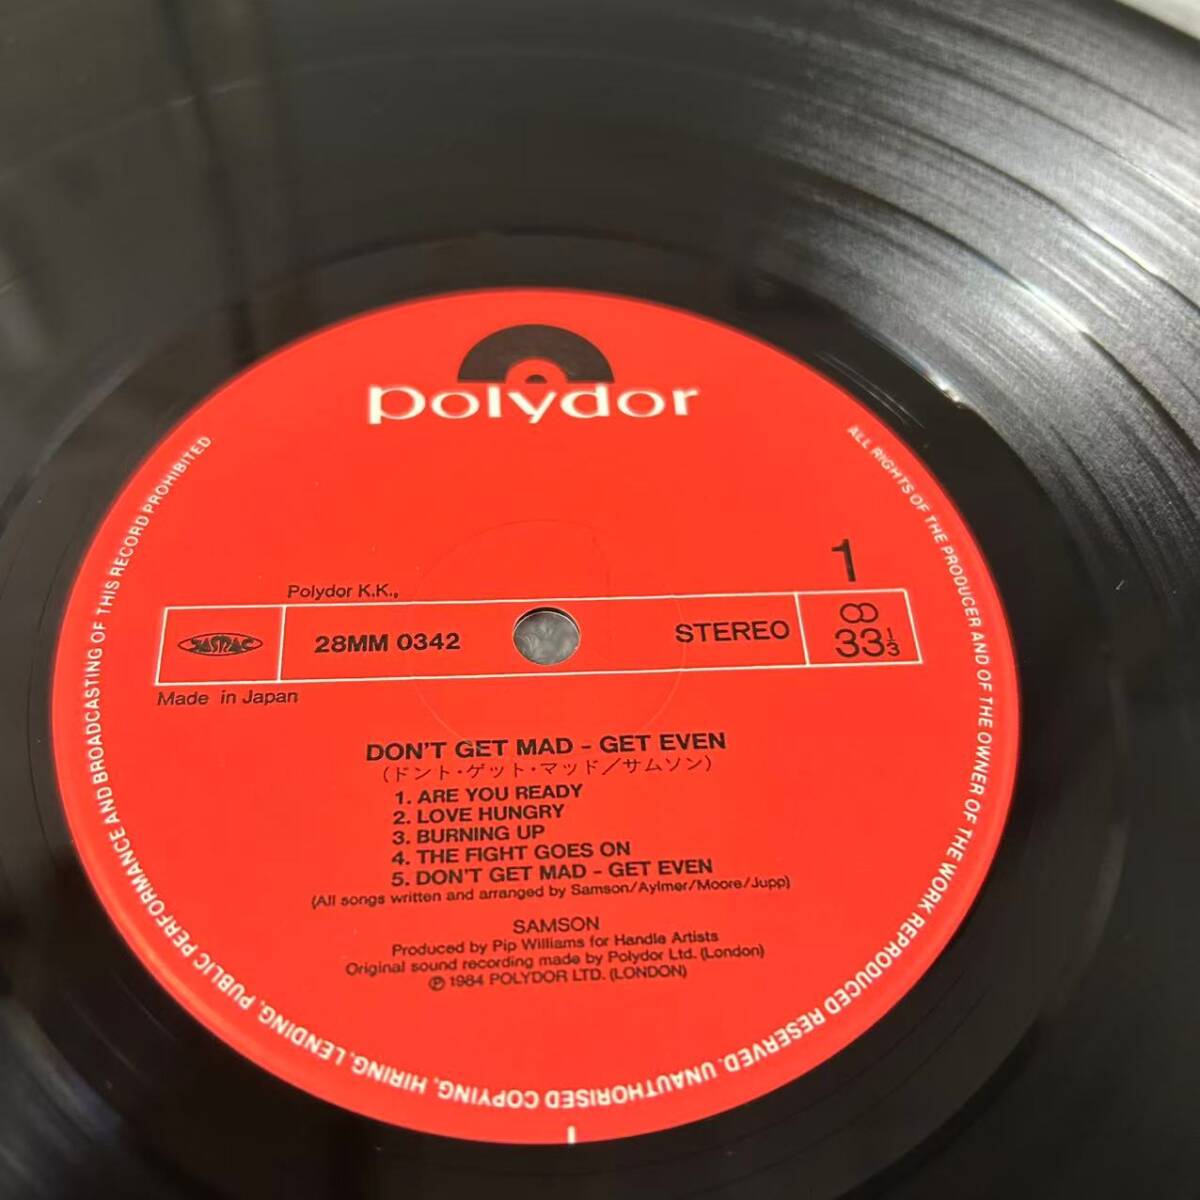 polydor
1
Polydor K.K.
JASRAC
28MM 0342
STEREO
33 1/3
Made in Japan
DON'T GET MAD - GET EVEN
(ドント・ゲット・マッド/サムソン)
1. ARE YOU READY
2. LOVE HUNGRY
3. BURNING UP
4. THE FIGHT GOES ON
5. DON'T GET MAD - GET EVEN
(All songs written and arranged by Samson/Aylmer/Moore/Jupp)
SAMSON
Produced by Pip Williams for Handle Artists
Original sound recording made by Polydor Ltd. (London)
℗ 1984 POLYDOR LTD. (LONDON)
ALL RIGHTS OF THE PRODUCER AND OF THE OWNER OF THE WORK REPRODUCED RESERVED. UNAUTHORISED COPYING, HIRING, LENDING, PUBLIC PERFORMANCE AND BROADCASTING OF THIS RECORD PROHIBITED